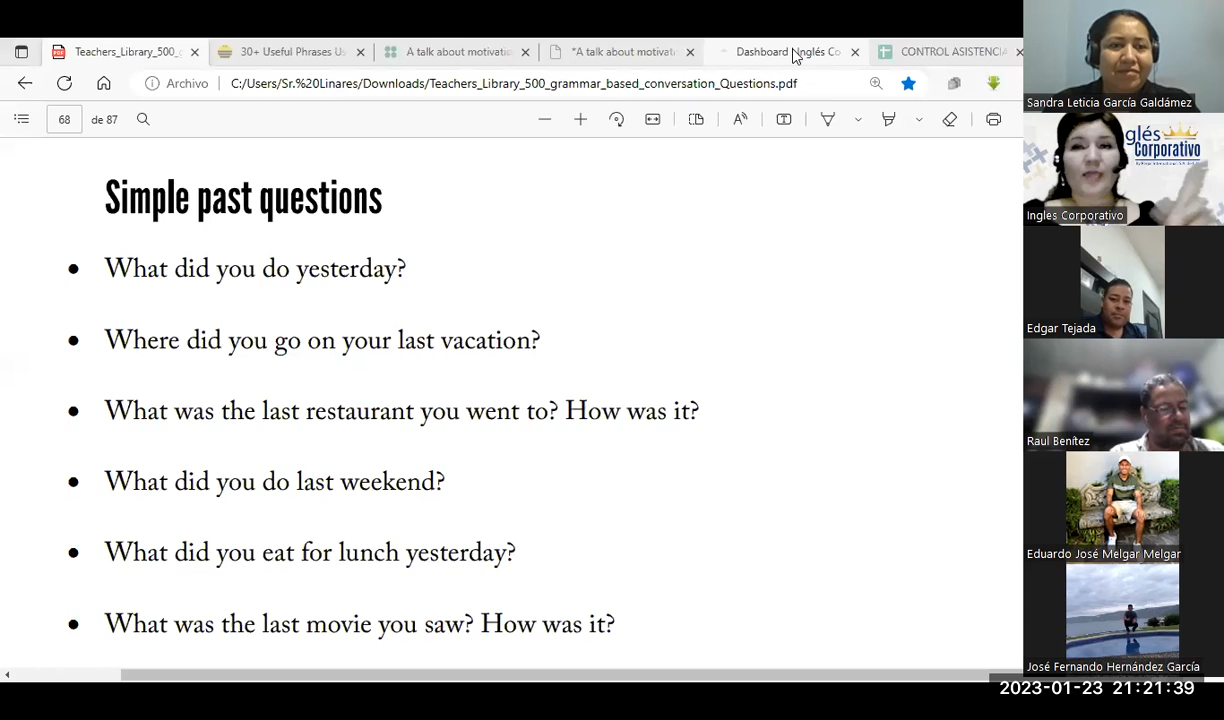 Teachers_Library_500_g
30+ Useful Phrases Us
A talk about motivati
*A talk about motivati
Dashboard Inglés Co
CONTROL ASISTENCIA
Archivo
C:/Users/Sr.%20Linares/Downloads/Teachers_Library_500_grammar_based_conversation_Questions.pdf
68 de 87
Simple past questions
• What did you do yesterday?
• Where did you go on your last vacation?
• What was the last restaurant you went to? How was it?
• What did you do last weekend?
• What did you eat for lunch yesterday?
• What was the last movie you saw? How was it?
Sandra Leticia García Galdámez
glés
Corporativo
Ingles Corporativo
Edgar Tejada
Raul Benítez
Eduardo José Melgar Melgar
José Fernando Hernández García
2023-01-23 21:21:39